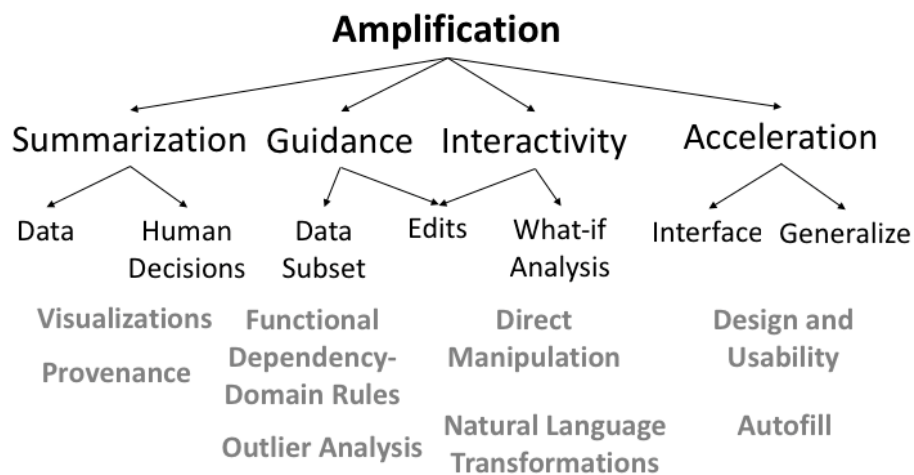 Amplification
Summarization Guidance Interactivity Acceleration
Data Human Data Edits What-if Interface Generalize
Decisions Subset Analysis
Visualizations Functional Direct Design and
Provenance Dependency- Manipulation Usability
Domain Rules
Outlier Analysis Natural Language Autofill
Transformations